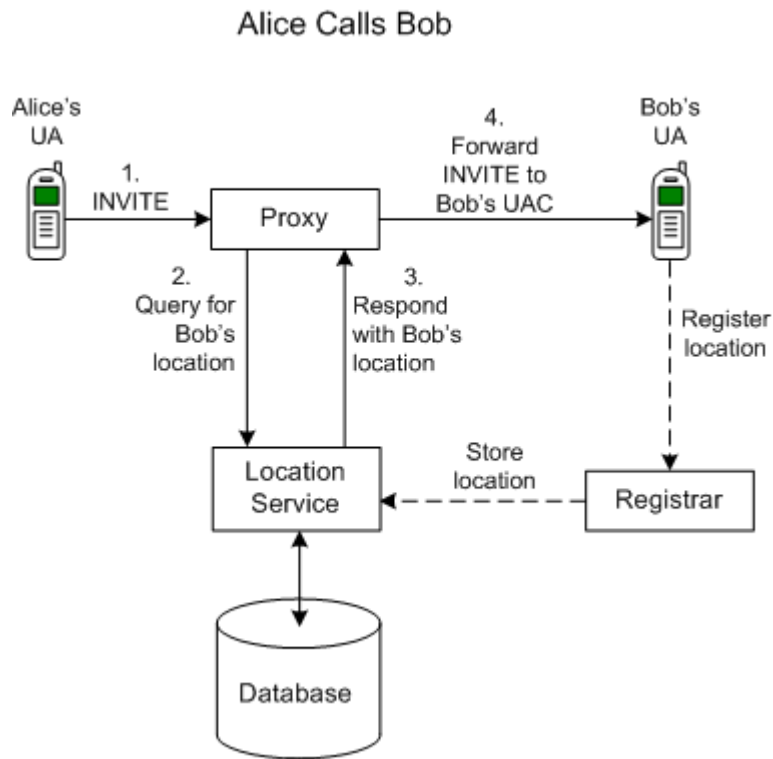 Alice Calls Bob
Alice's
UA
1.
INVITE
Proxy
4.
Forward
INVITE to
Bob's UAC
Bob's
UA
2.
Query for
Bob's
location
3.
Respond
with Bob's
location
Register
location
Location
Service
Store
location
Registrar
Database